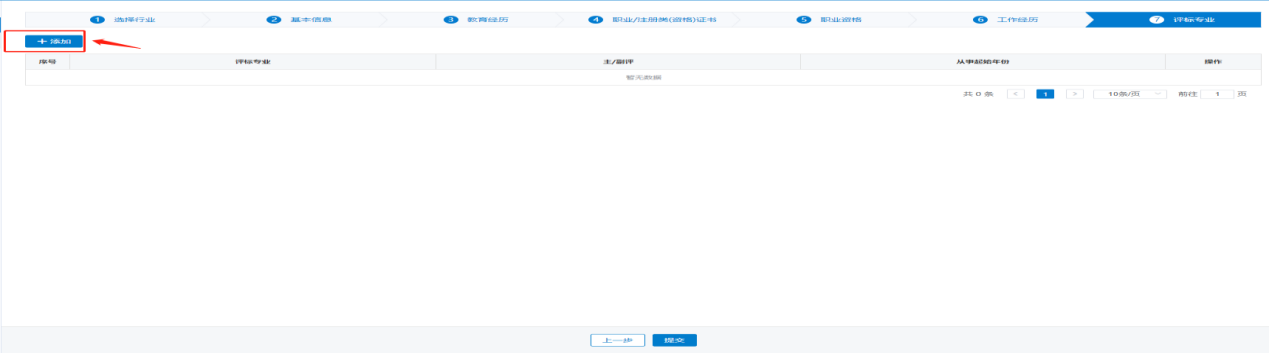 1 选择行业 2 基本信息 3 教育经历 4 职业/注册类(资格)证书 5 职业资格 6 工作经历 7 评标专业
+ 添加
序号 评标专业 主/副评 从事起始年份 操作
暂无数据
共 0 条 < 1 > 10条/页 前往 1 页
上一步 提交